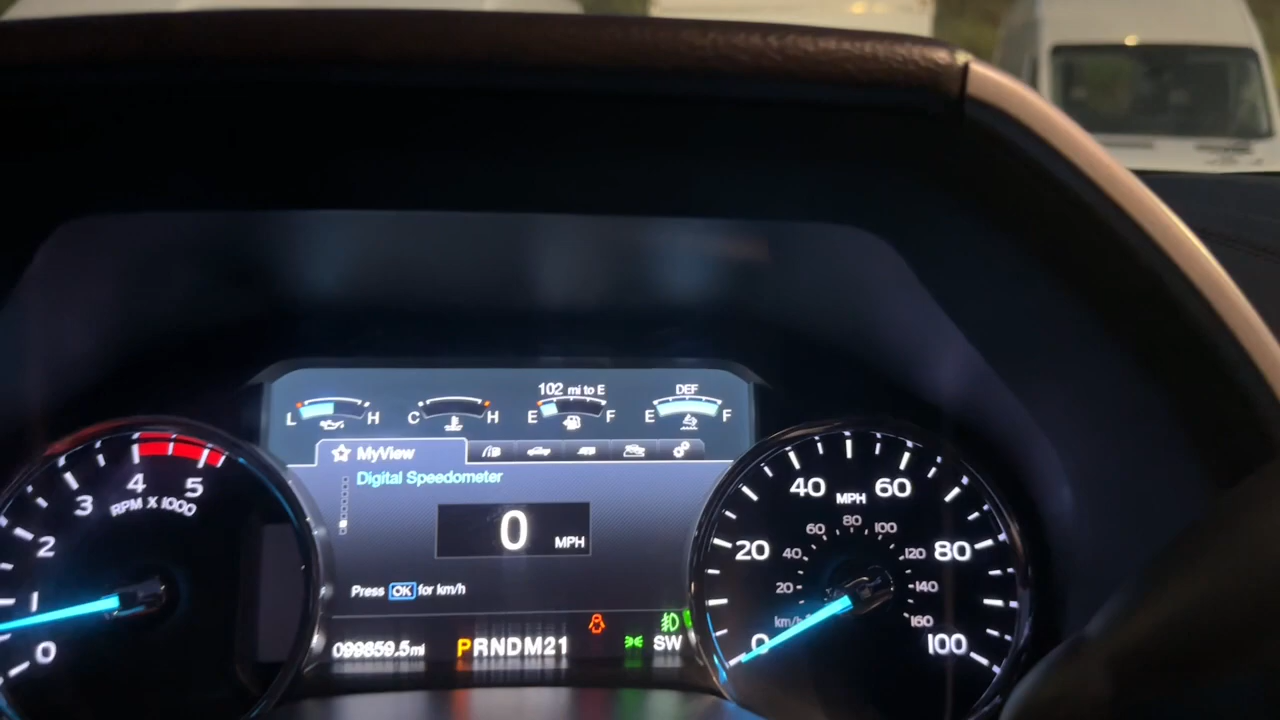 102 mi to E
DEF
L H
C H
E F
E F
MyView
Digital Speedometer
0 MPH
Press OK for km/h
099859.5mi
PRNDM21
SW
0
1
2
3
4
5
RPM X 1000
0
20
40
60
80
100
MPH
20
40
60
80
100
120
140
160
km/h